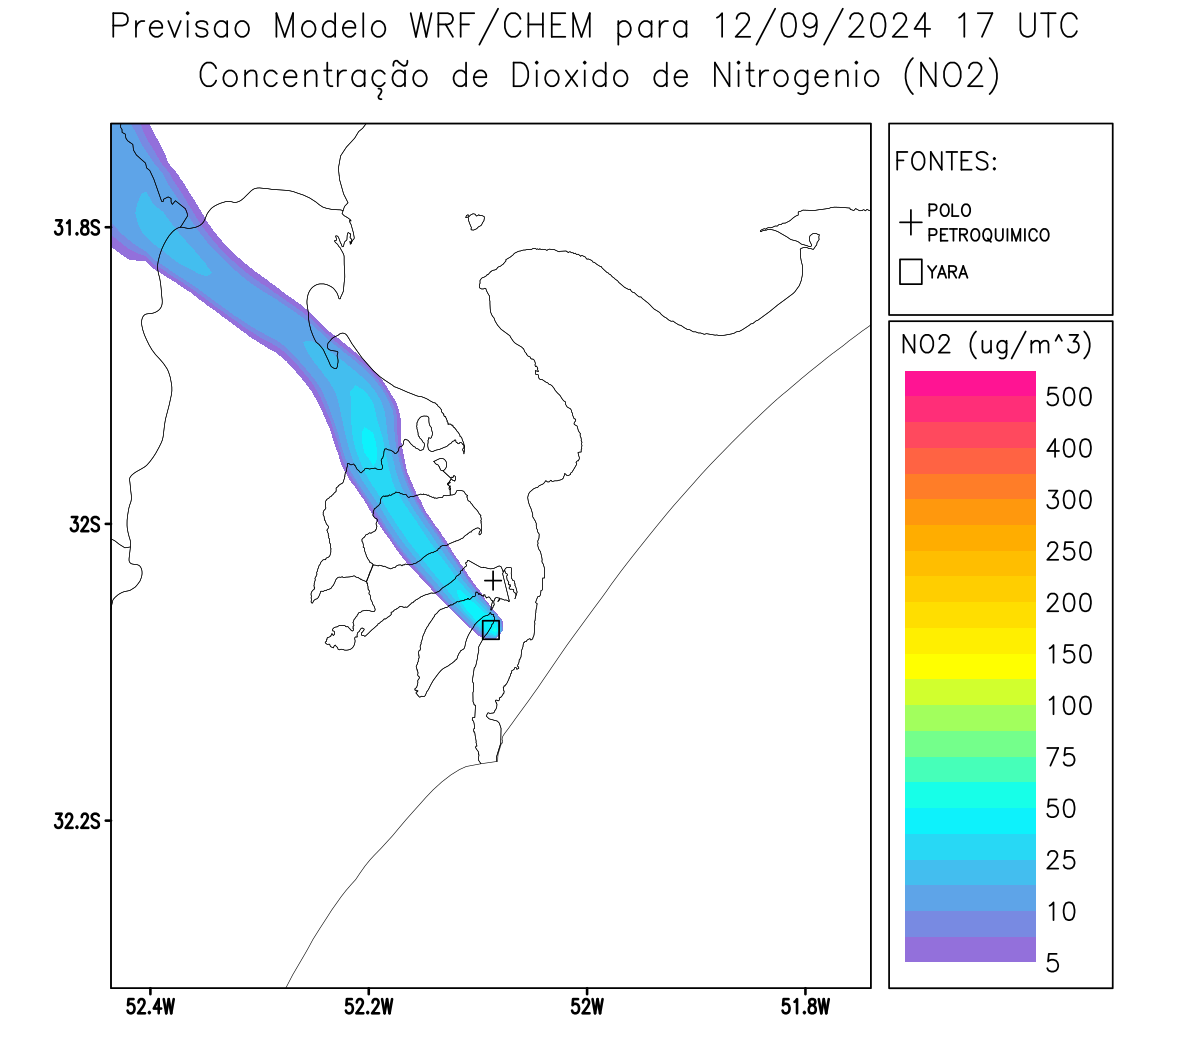 Previsao Modelo WRF/CHEM para 12/09/2024 17 UTC
Concentração de Dioxido de Nitrogenio (NO2)
FONTES:
POLO
PETROQUIMICO
YARA
31.8S
32S
32.2S
52.4W
52.2W
52W
51.8W
NO2 (ug/m^3)
500
400
300
250
200
150
100
75
50
25
10
5